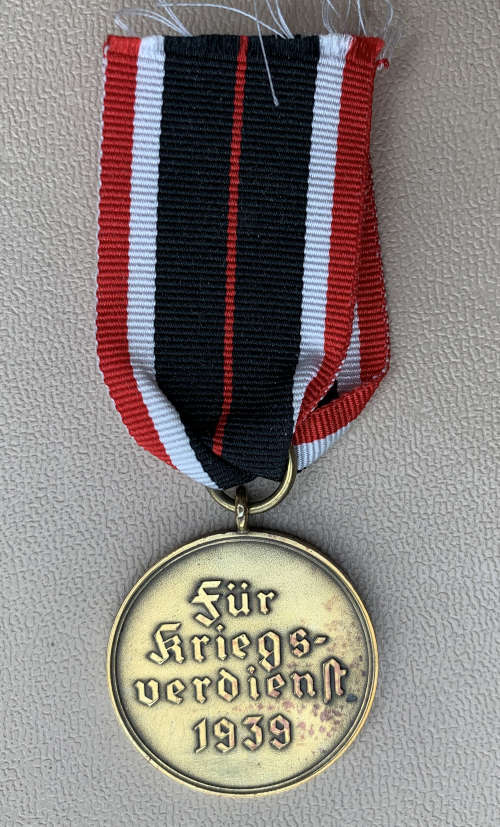 Für
Kriegs-
verdienst
1939